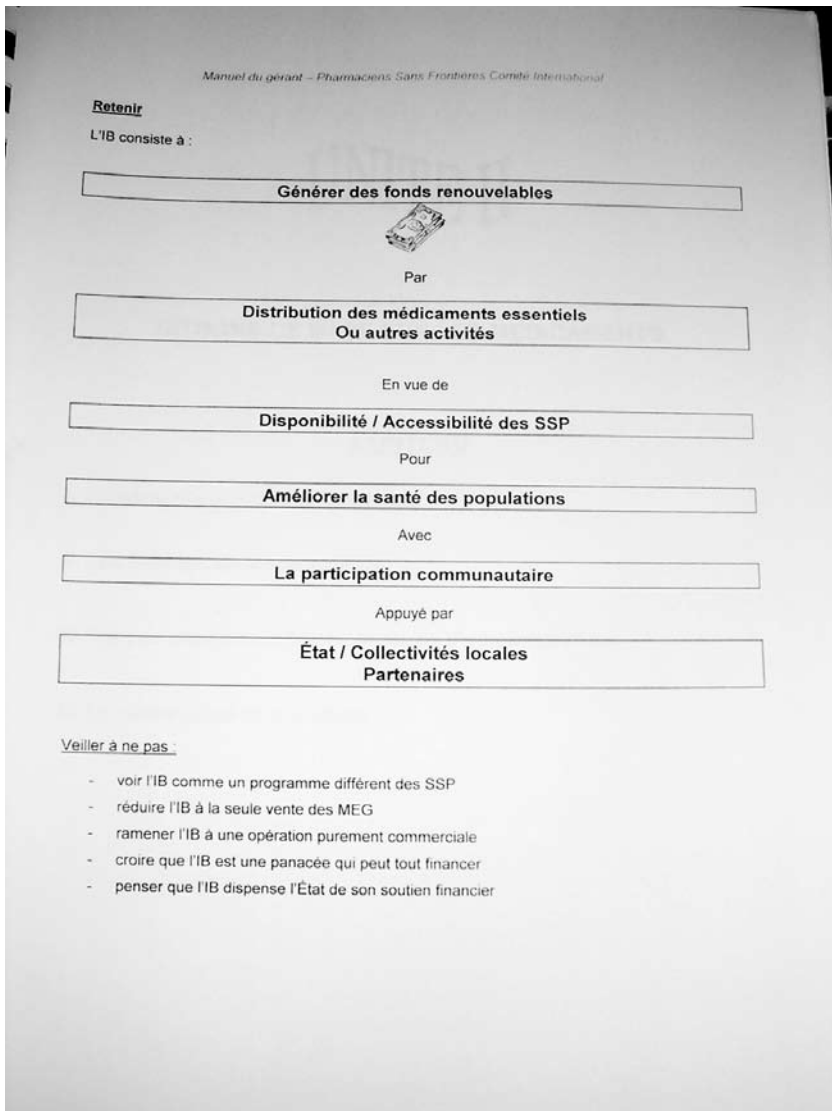 Manuel du gérant – Pharmaciens Sans Frontières Comité International
Retenir
L'IB consiste à :
Générer des fonds renouvelables
Par
Distribution des médicaments essentiels
Ou autres activités
En vue de
Disponibilité / Accessibilité des SSP
Pour
Améliorer la santé des populations
Avec
La participation communautaire
Appuyé par
État / Collectivités locales
Partenaires
Veiller à ne pas :
- voir l'IB comme un programme différent des SSP
- réduire l'IB à la seule vente des MEG
- ramener l'IB à une opération purement commerciale
- croire que l'IB est une panacée qui peut tout financer
- penser que l'IB dispense l'État de son soutien financier